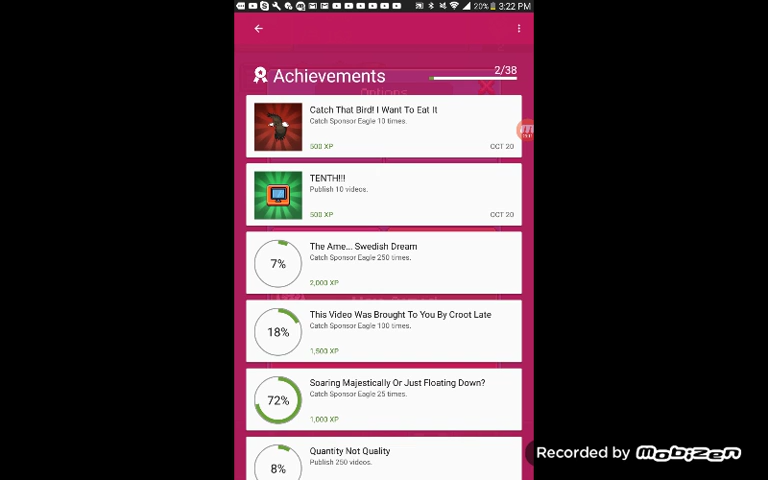 20% 3:22 PM
Options
Achievements
2/38
Catch That Bird! I Want To Eat It
Catch Sponsor Eagle 10 times.
500 XP
OCT 20
TENTH!!!
Publish 10 videos.
500 XP
OCT 20
The Ame... Swedish Dream
Catch Sponsor Eagle 250 times.
7%
2,000 XP
This Video Was Brought To You By Croot Late
Catch Sponsor Eagle 100 times.
18%
1,500 XP
Soaring Majestically Or Just Floating Down?
Catch Sponsor Eagle 25 times.
72%
1,000 XP
Quantity Not Quality
Publish 250 videos.
8%
Recorded by Mobizen